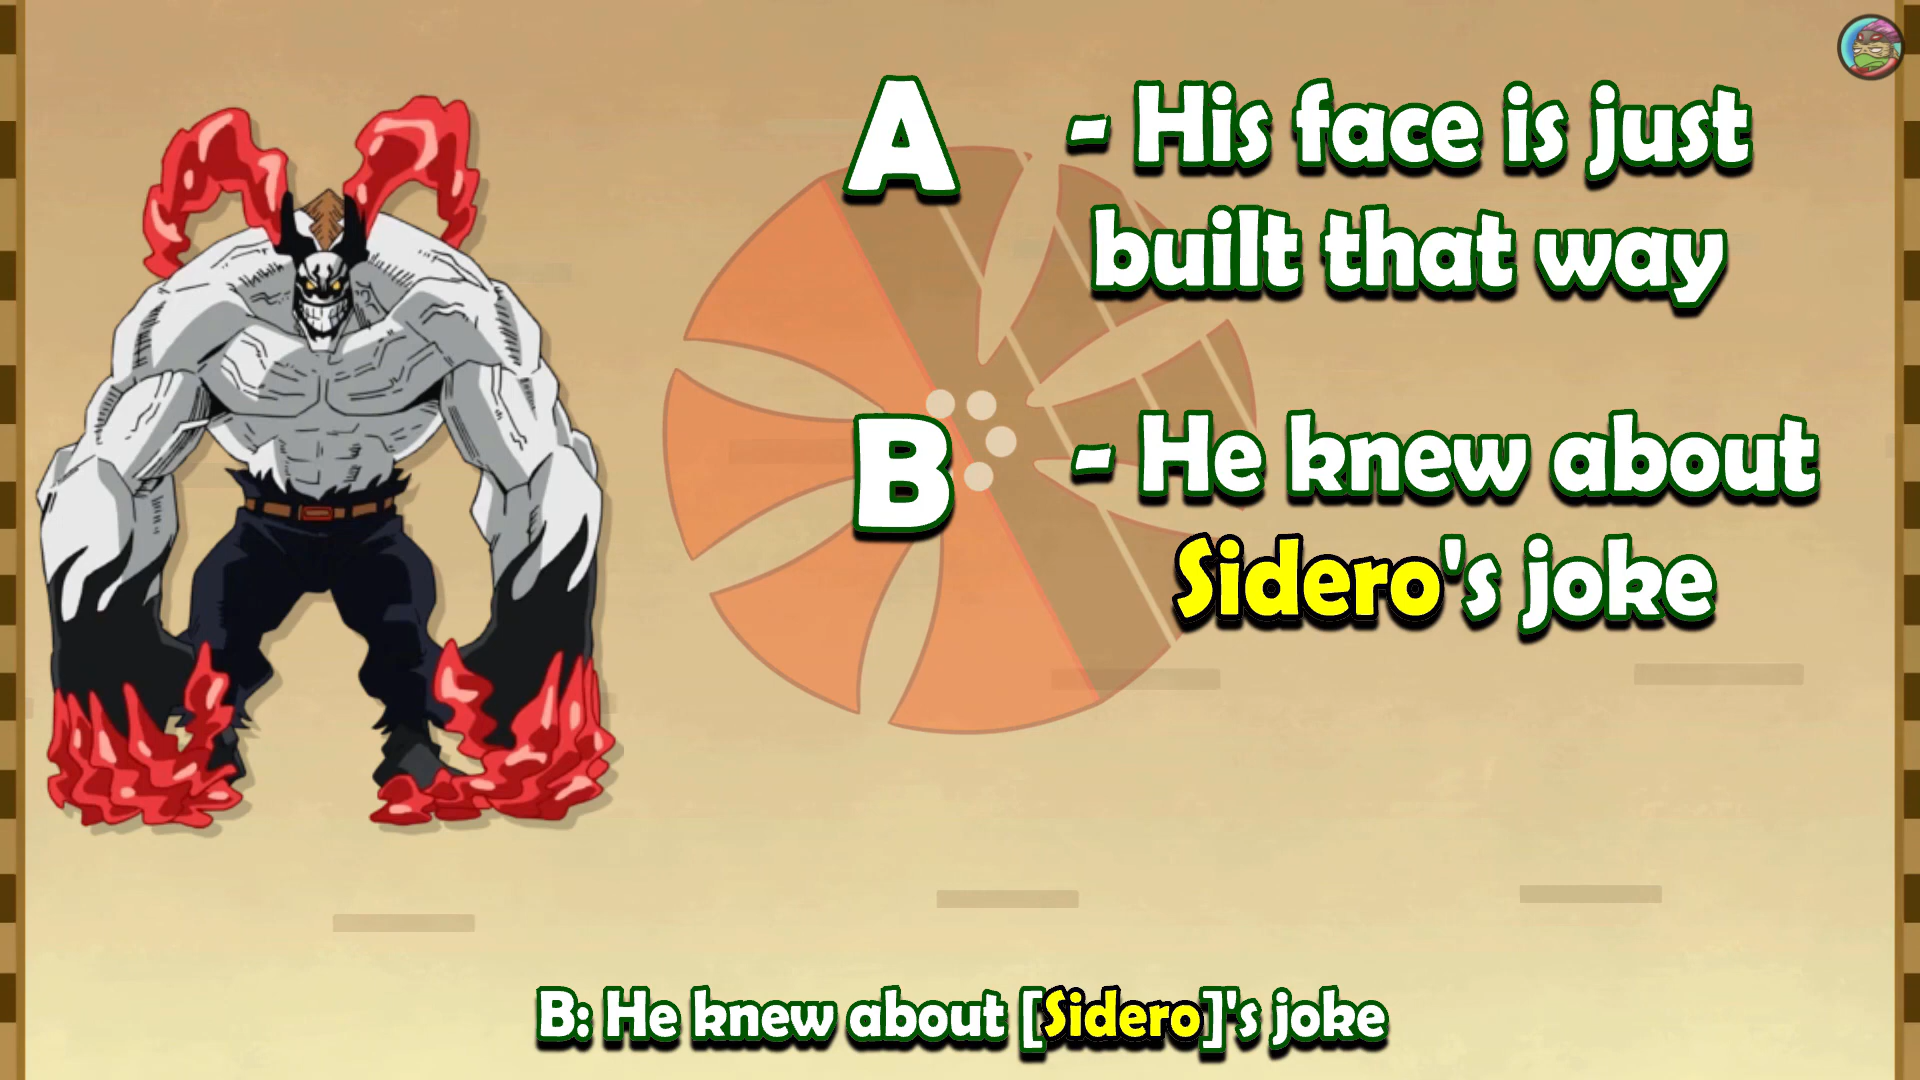 A - His face is just
built that way
B - He knew about
Sidero's joke
B: He knew about [Sidero]'s joke